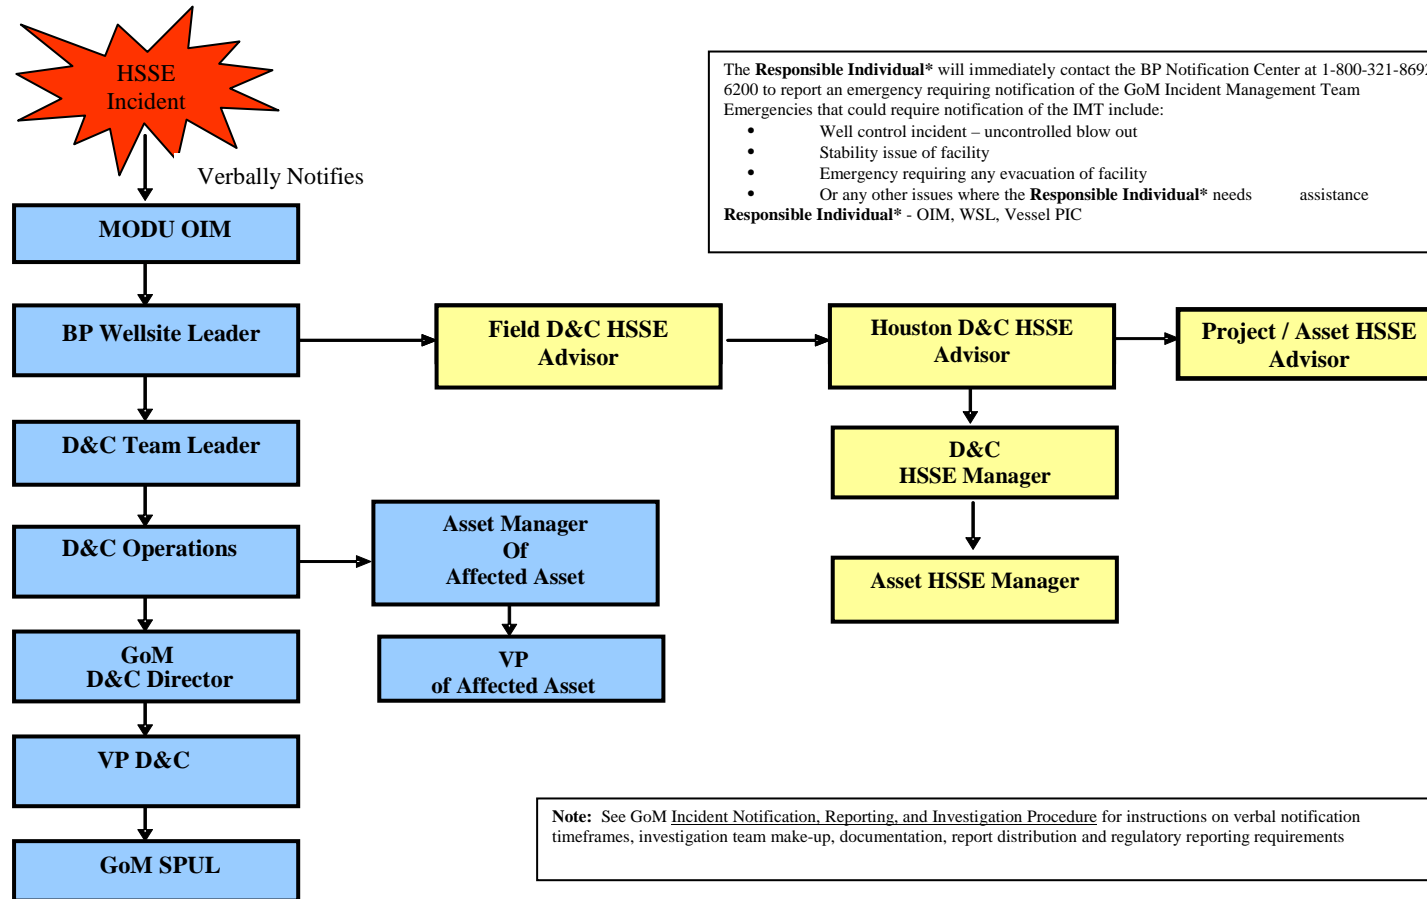 HSSE
Incident
The Responsible Individual* will immediately contact the BP Notification Center at 1-800-321-8692
6200 to report an emergency requiring notification of the GoM Incident Management Team
Emergencies that could require notification of the IMT include:
• Well control incident – uncontrolled blow out
• Stability issue of facility
• Emergency requiring any evacuation of facility
• Or any other issues where the Responsible Individual* needs assistance
Responsible Individual* - OIM, WSL, Vessel PIC
Verbally Notifies
MODU OIM
BP Wellsite Leader
Field D&C HSSE
Advisor
Houston D&C HSSE
Advisor
Project / Asset HSSE
Advisor
D&C Team Leader
D&C
HSSE Manager
D&C Operations
Asset Manager
Of
Affected Asset
Asset HSSE Manager
GoM
D&C Director
VP
of Affected Asset
VP D&C
Note: See GoM Incident Notification, Reporting, and Investigation Procedure for instructions on verbal notification
timeframes, investigation team make-up, documentation, report distribution and regulatory reporting requirements
GoM SPUL